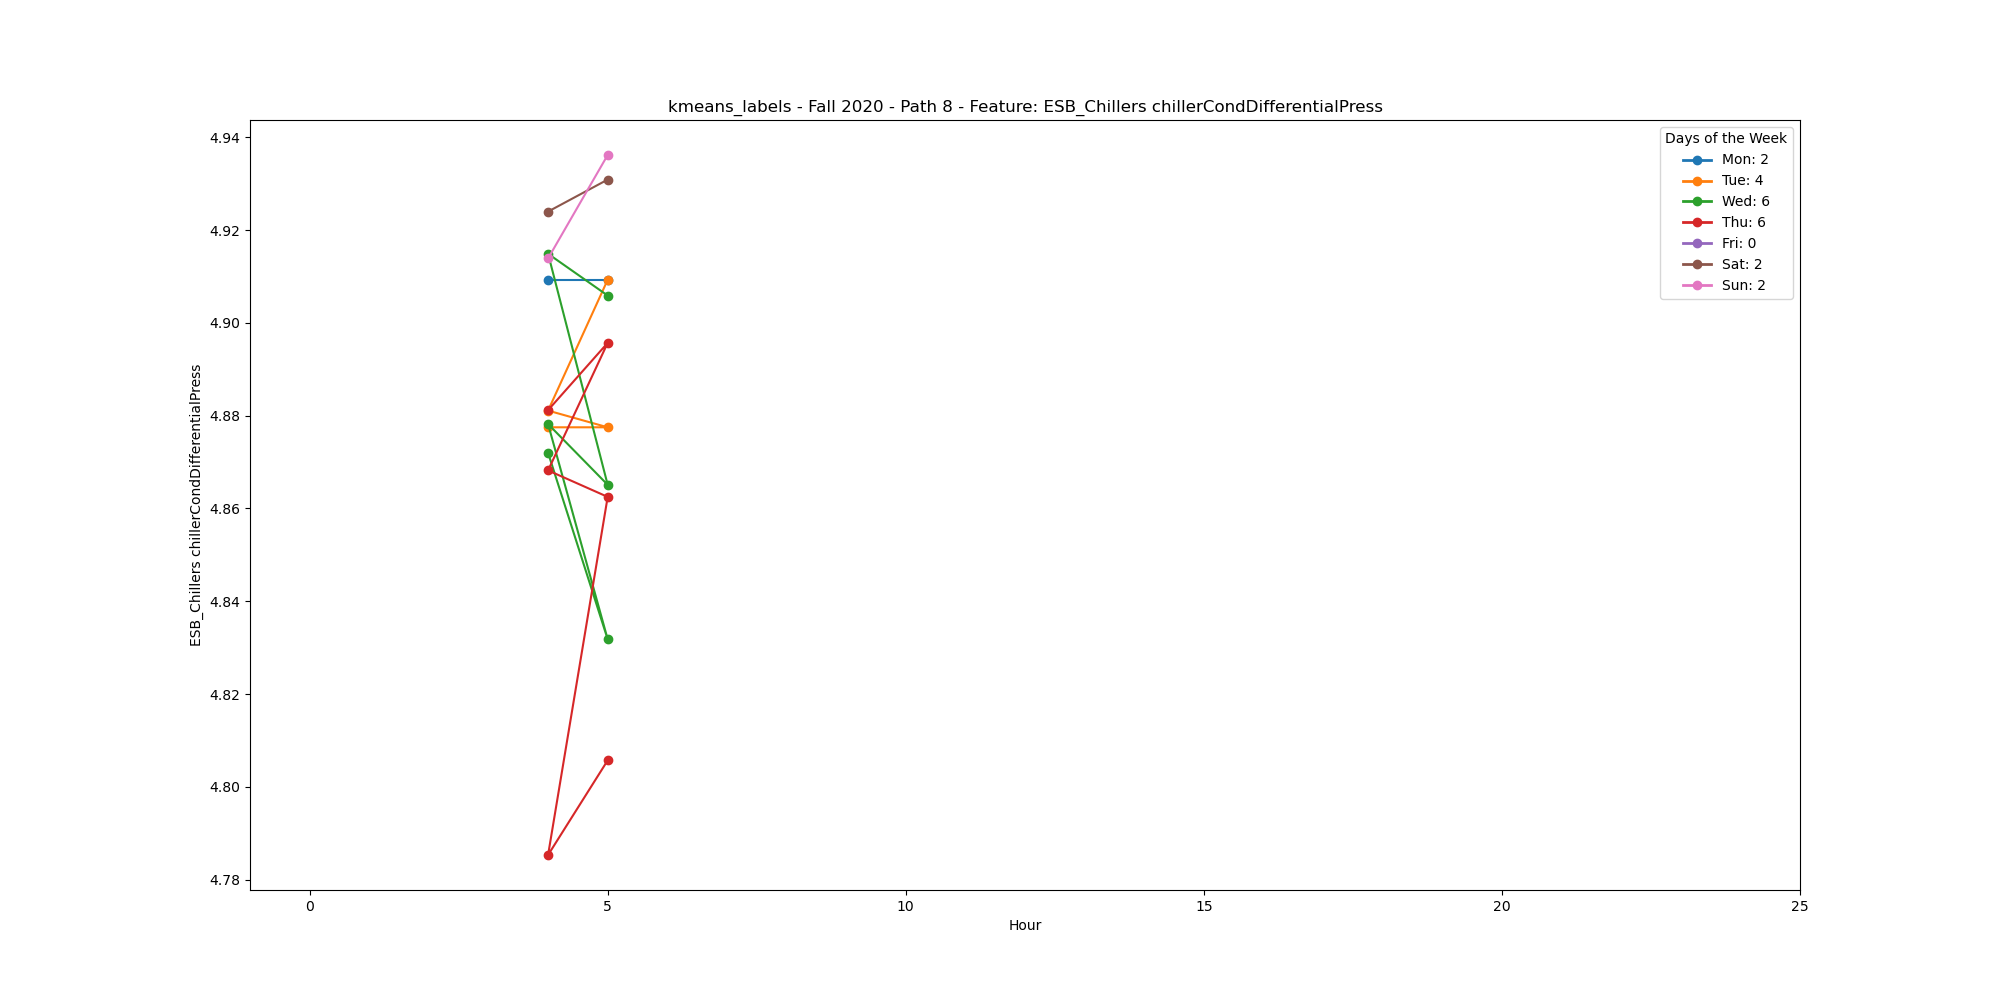 kmeans_labels - Fall 2020 - Path 8 - Feature: ESB_Chillers chillerCondDifferentialPress
Days of the Week
Mon: 2
Tue: 4
Wed: 6
Thu: 6
Fri: 0
Sat: 2
Sun: 2
ESB_Chillers chillerCondDifferentialPress
4.94
4.92
4.90
4.88
4.86
4.84
4.82
4.80
4.78
0
5
10
15
20
25
Hour